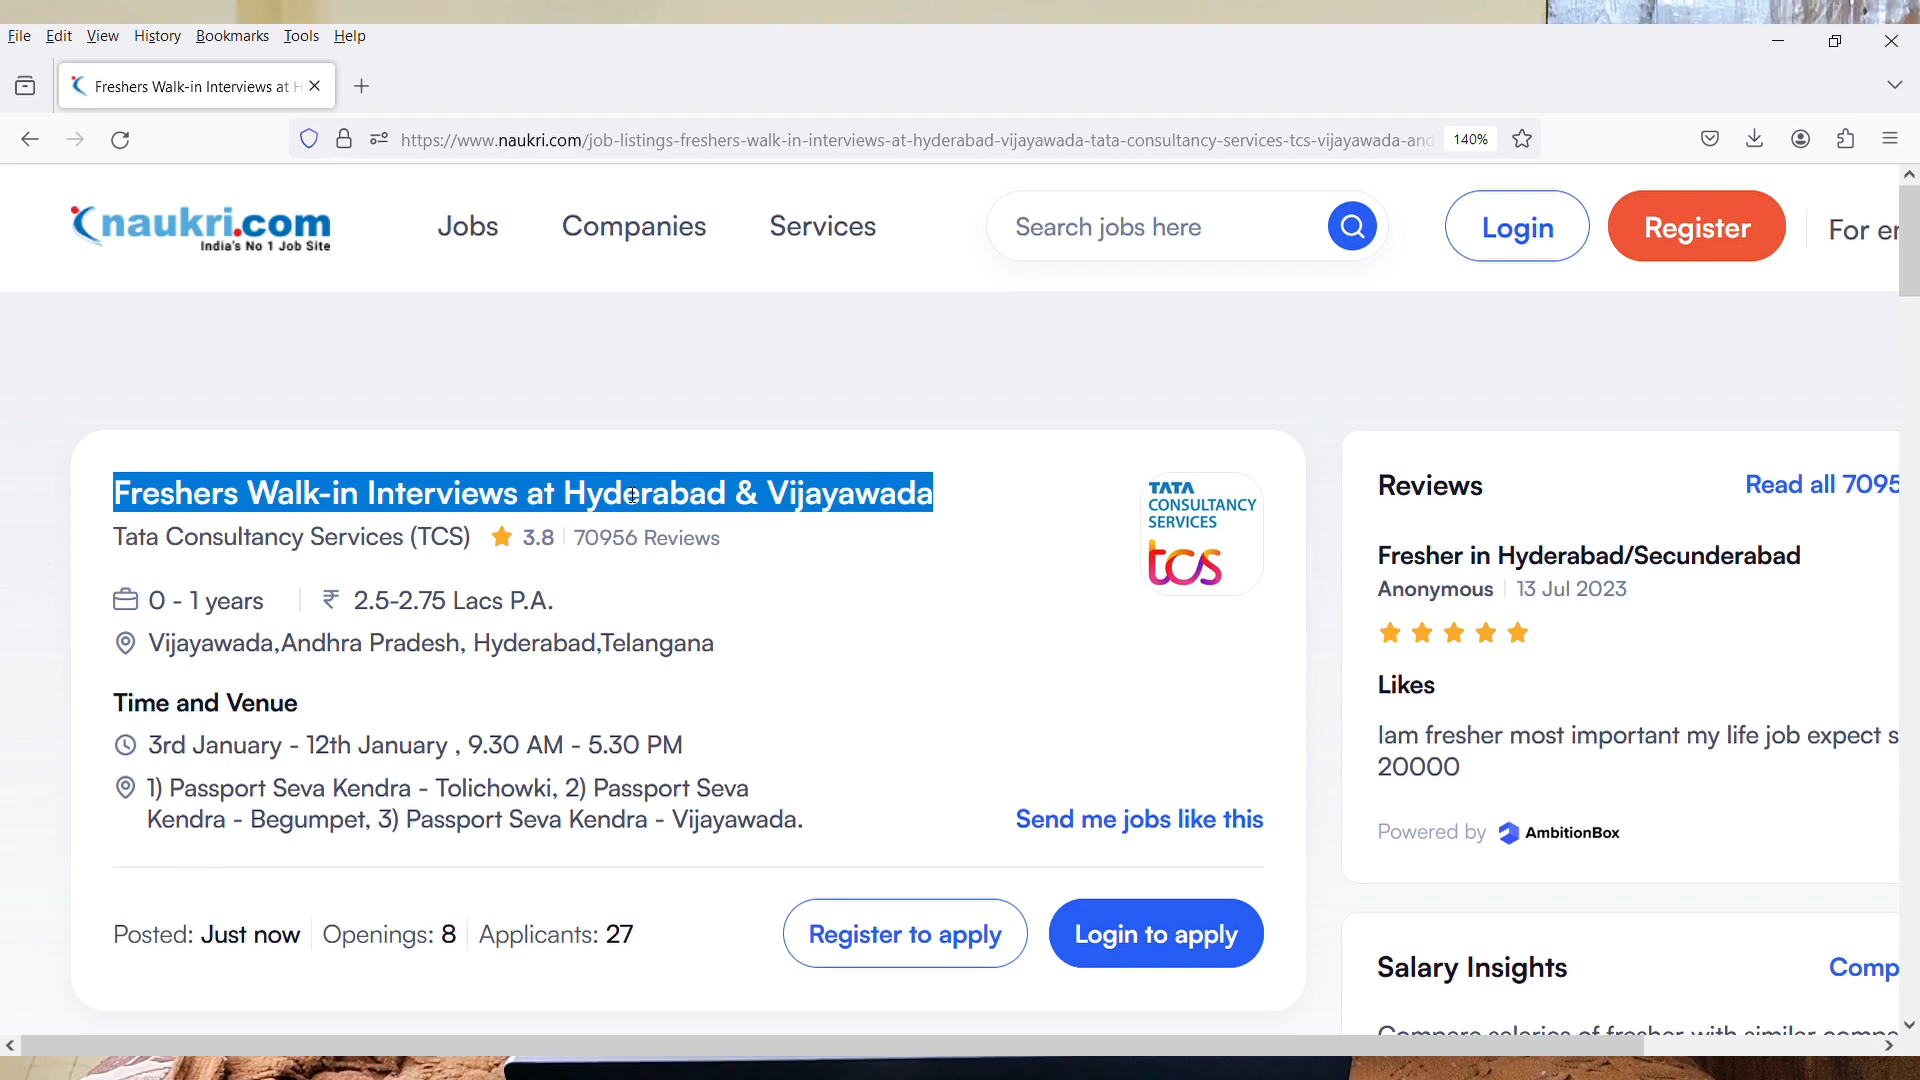 File Edit View History Bookmarks Tools Help
Freshers Walk-in Interviews at H
https://www.naukri.com/job-listings-freshers-walk-in-interviews-at-hyderabad-vijayawada-tata-consultancy-services-tcs-vijayawada-and
140%
naukri.com
India's No 1 Job Site
Jobs Companies Services
Search jobs here
Login Register For er
Freshers Walk-in Interviews at Hyderabad & Vijayawada
Tata Consultancy Services (TCS) 3.8 70956 Reviews
0 - 1 years ₹ 2.5-2.75 Lacs P.A.
Vijayawada,Andhra Pradesh, Hyderabad,Telangana
Time and Venue
3rd January - 12th January , 9.30 AM - 5.30 PM
1) Passport Seva Kendra - Tolichowki, 2) Passport Seva
Kendra - Begumpet, 3) Passport Seva Kendra - Vijayawada.
Send me jobs like this
Posted: Just now Openings: 8 Applicants: 27
Register to apply Login to apply
TATA
CONSULTANCY
SERVICES
tcs
Reviews Read all 7095
Fresher in Hyderabad/Secunderabad
Anonymous 13 Jul 2023
Likes
Iam fresher most important my life job expect s
20000
Powered by AmbitionBox
Salary Insights Comp